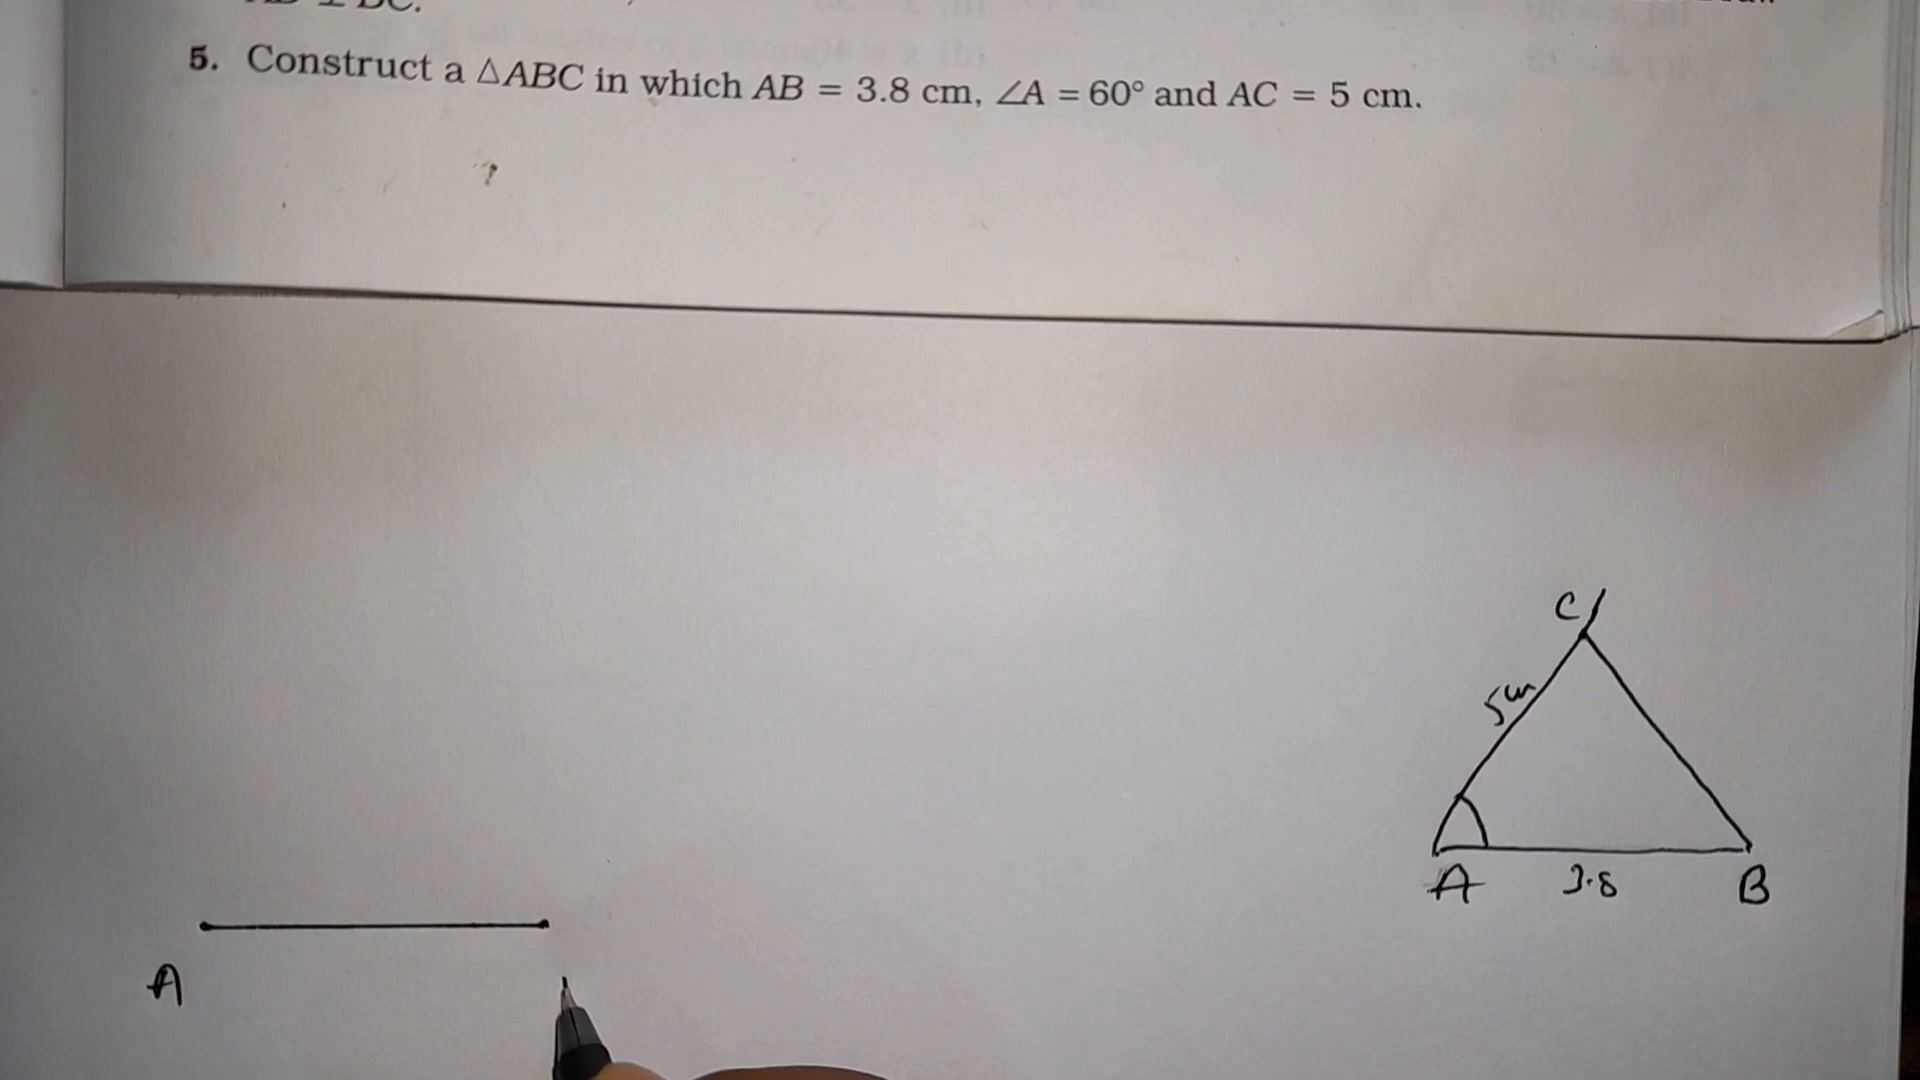 5. Construct a △ABC in which AB = 3.8 cm, ∠A = 60° and AC = 5 cm.
C
5cm
A 3.8 B
A